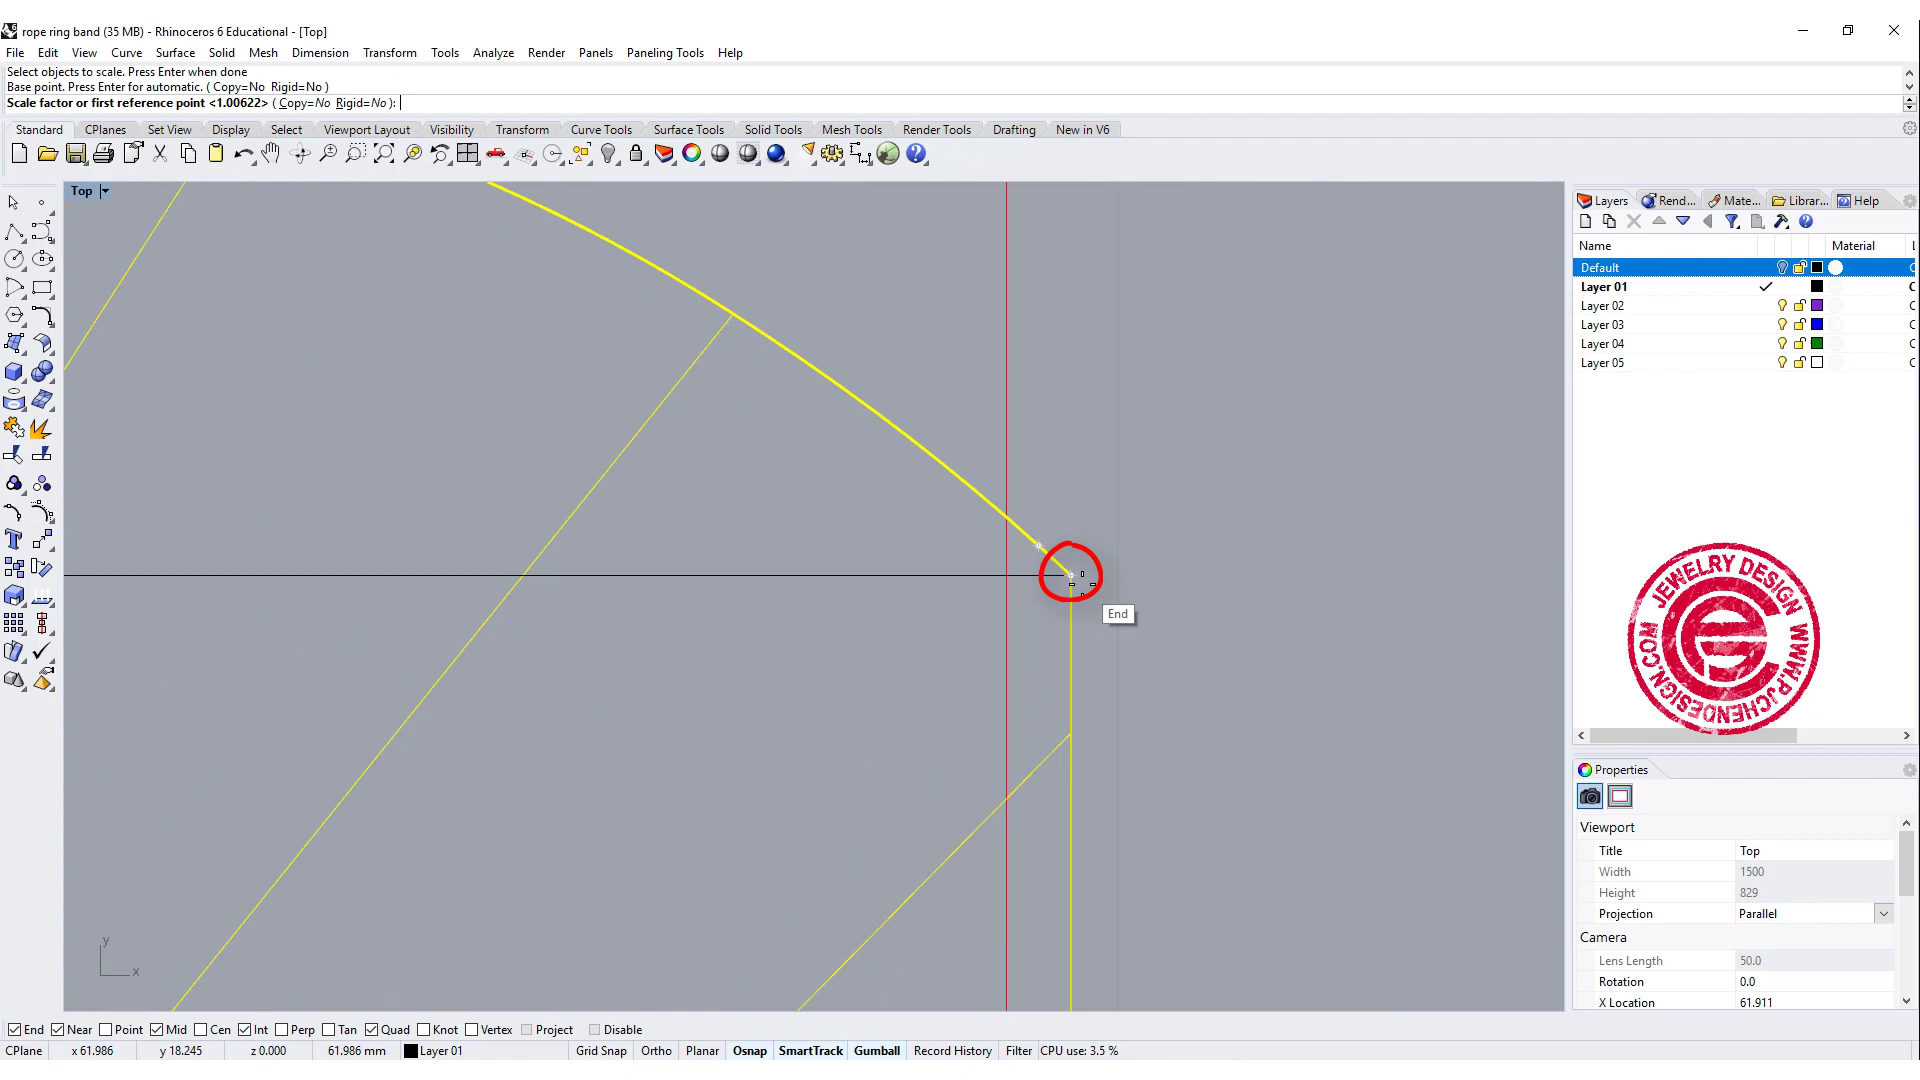 rope ring band (35 MB) - Rhinoceros 6 Educational - [Top]
File Edit View Curve Surface Solid Mesh Dimension Transform Tools Analyze Render Panels Paneling Tools Help
Select objects to scale. Press Enter when done
Base point. Press Enter for automatic. ( Copy=No Rigid=No )
Scale factor or first reference point <1.00622> ( Copy=No Rigid=No ):
Standard CPlanes Set View Display Select Viewport Layout Visibility Transform Curve Tools Surface Tools Solid Tools Mesh Tools Render Tools Drafting New in V6
Top
Layers Rend... Mate... Librar... Help
Name Material L
Default C
Layer 01 C
Layer 02 C
Layer 03 C
Layer 04 C
Layer 05 C
End
JEWELRY DESIGN
WWW.PJCHENDESIGN.COM
Properties
Viewport
Title Top
Width 1500
Height 829
Projection Parallel
Camera
Lens Length 50.0
Rotation 0.0
X Location 61.911
y
x
End Near Point Mid Cen Int Perp Tan Quad Knot Vertex Project Disable
CPlane x 61.986 y 18.245 z 0.000 61.986 mm Layer 01 Grid Snap Ortho Planar Osnap SmartTrack Gumball Record History Filter CPU use: 3.5 %